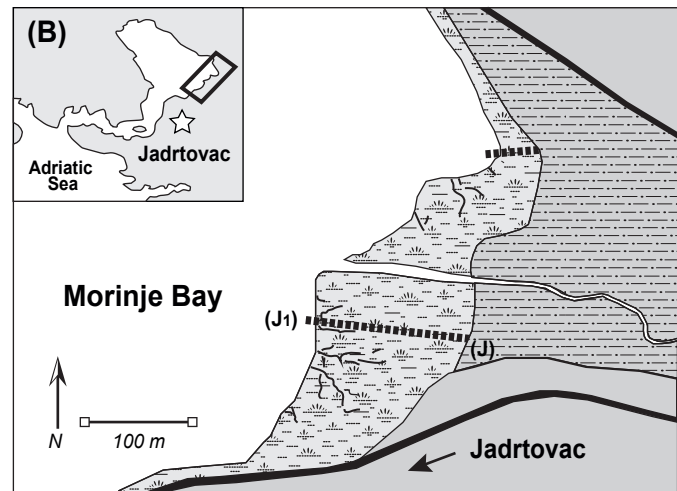 (B)
Adriatic
Sea
Jadrtovac
Morinje Bay
(J1)
(J)
N
100 m
Jadrtovac